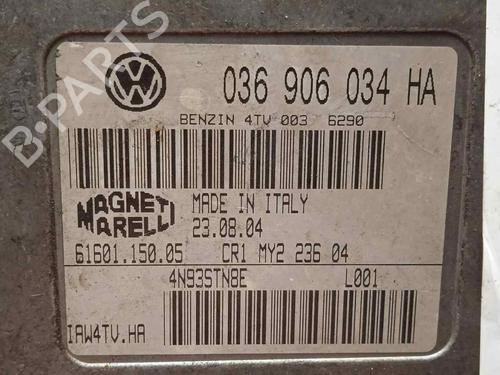 036 906 034 HA
BENZIN 4TV 003 6290
MAGNETI MARELLI
MADE IN ITALY
23.08.04
61601.150.05 CR1 MY2 236 04
4N93STN8E L001
IAW4TV.HA
B-PARTS